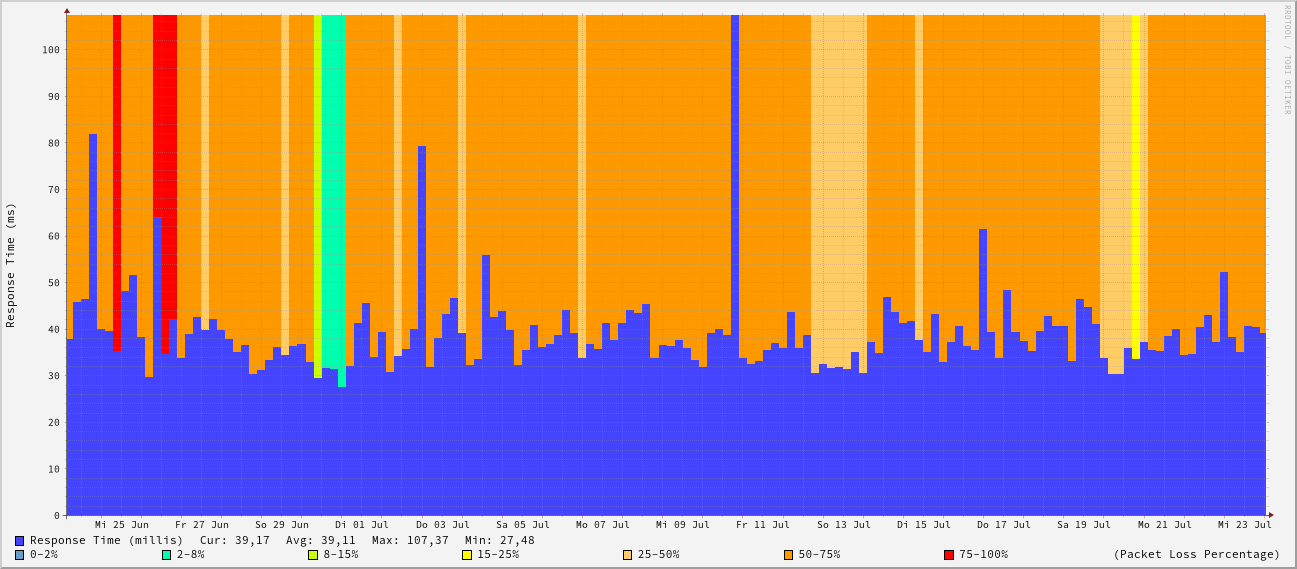 RRDTOOL / TOBI OETIKER
Response Time (ms)
100
90
80
70
60
50
40
30
20
10
0
Mi 25 Jun Fr 27 Jun So 29 Jun Di 01 Jul Do 03 Jul Sa 05 Jul Mo 07 Jul Mi 09 Jul Fr 11 Jul So 13 Jul Di 15 Jul Do 17 Jul Sa 19 Jul Mo 21 Jul Mi 23 Jul
Response Time (millis) Cur: 39,17 Avg: 39,11 Max: 107,37 Min: 27,48
0-2% 2-8% 8-15% 15-25% 25-50% 50-75% 75-100% (Packet Loss Percentage)